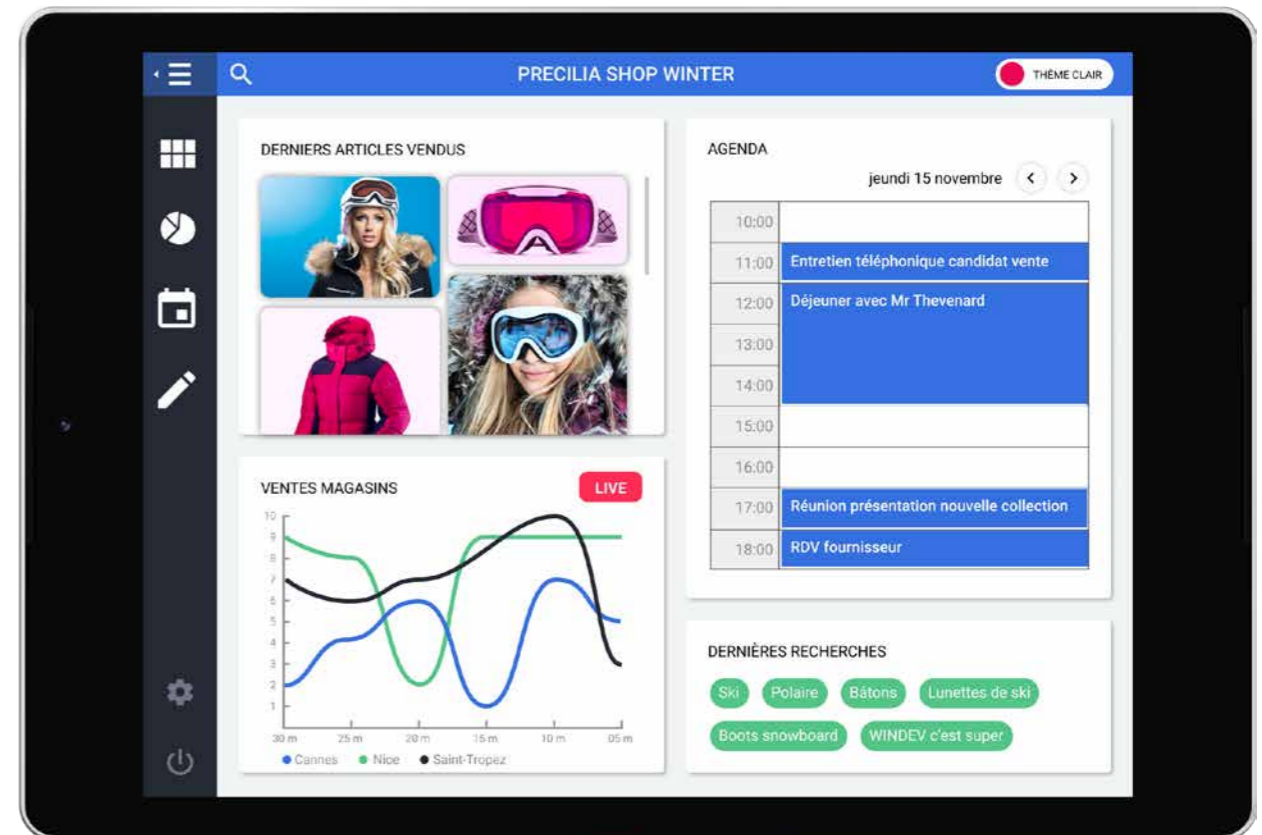 PRECILIA SHOP WINTER
THÈME CLAIR
DERNIERS ARTICLES VENDUS
AGENDA
jeudi 15 novembre
10:00
11:00 Entretien téléphonique candidat vente
12:00 Déjeuner avec Mr Thevenard
13:00
14:00
15:00
16:00
17:00 Réunion présentation nouvelle collection
18:00 RDV fournisseur
VENTES MAGASINS
LIVE
10
9
8
7
6
5
4
3
2
1
30 m 25 m 20 m 15 m 10 m 05 m
Cannes Nice Saint-Tropez
DERNIÈRES RECHERCHES
Ski Polaire Bâtons Lunettes de ski
Boots snowboard WINDEV c'est super